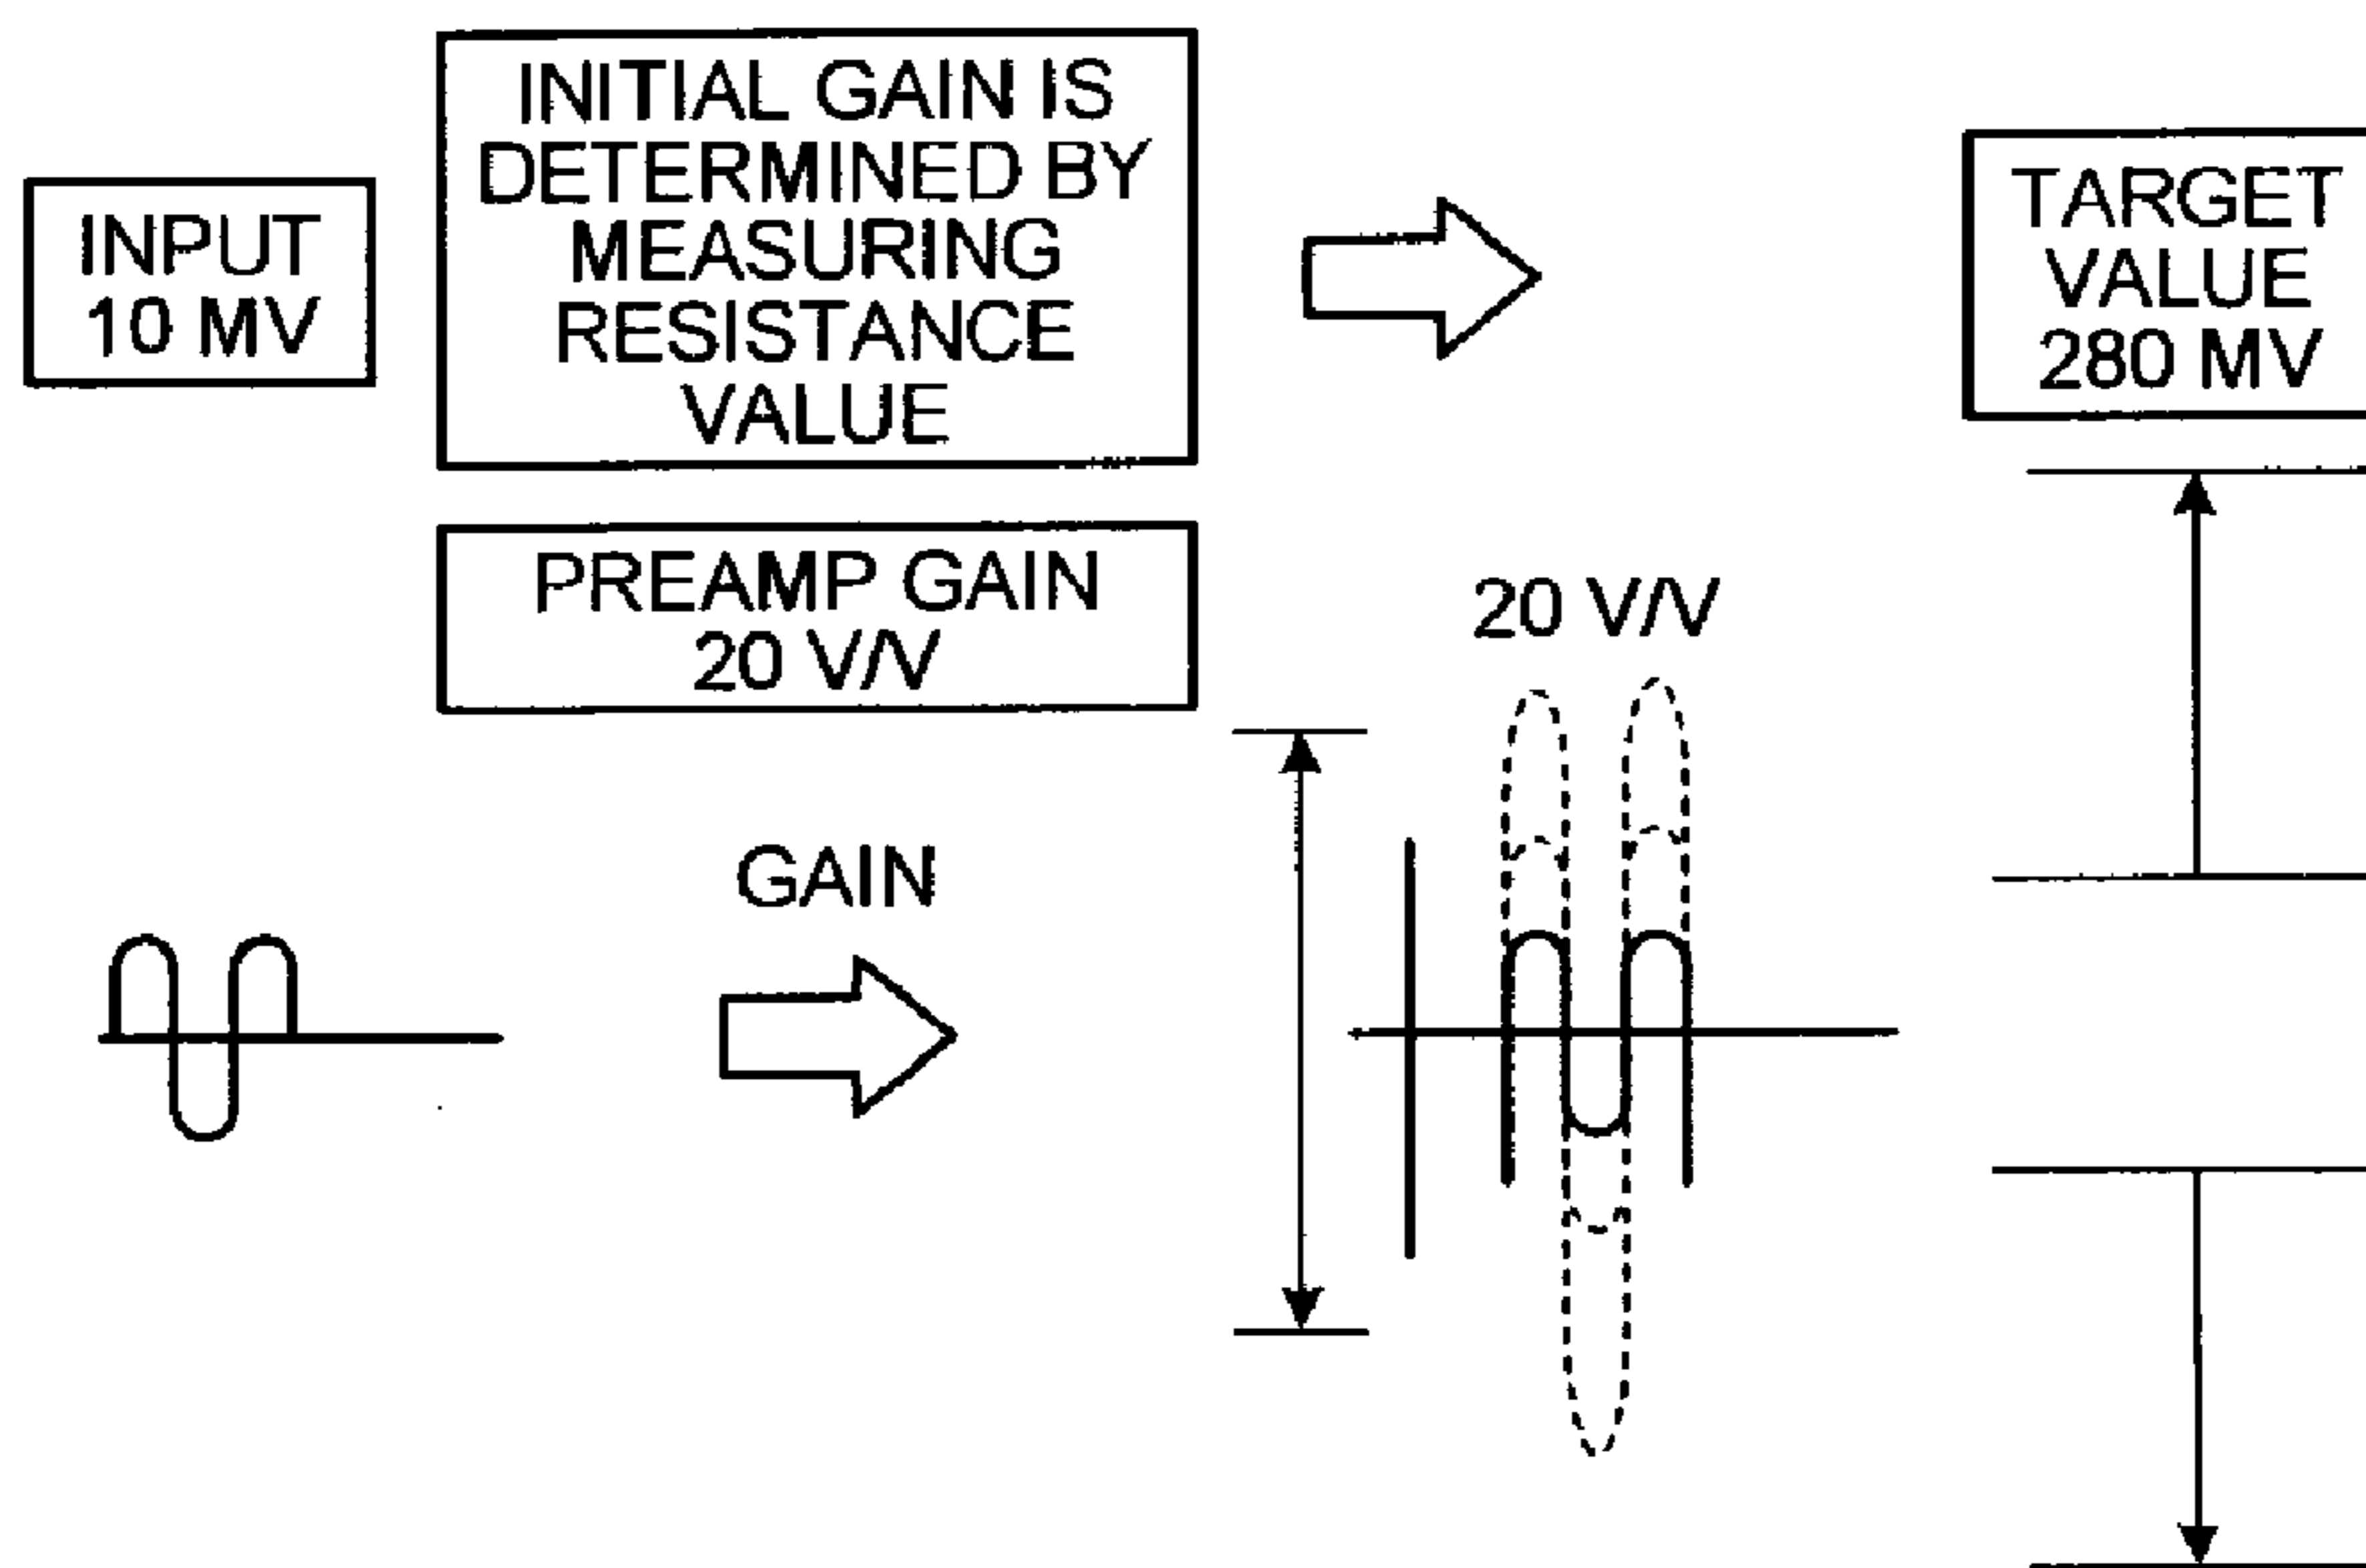 INPUT
10 MV
INITIAL GAIN IS
DETERMINED BY
MEASURING
RESISTANCE
VALUE
TARGET
VALUE
280 MV
PREAMP GAIN
20 V/V
20 V/V
GAIN